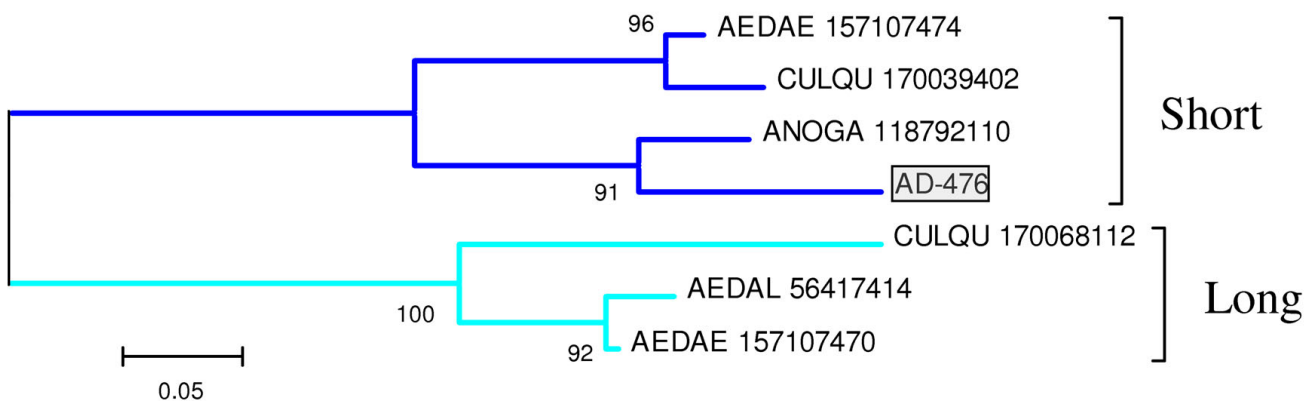 96
AEDAE 157107474
CULQU 170039402
ANOGA 118792110
AD-476
91
Short
CULQU 170068112
AEDAL 56417414
100
AEDAE 157107470
92
Long
0.05